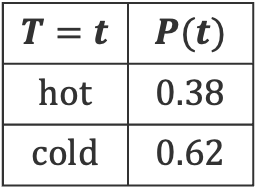 T = t P(t)
hot 0.38
cold 0.62